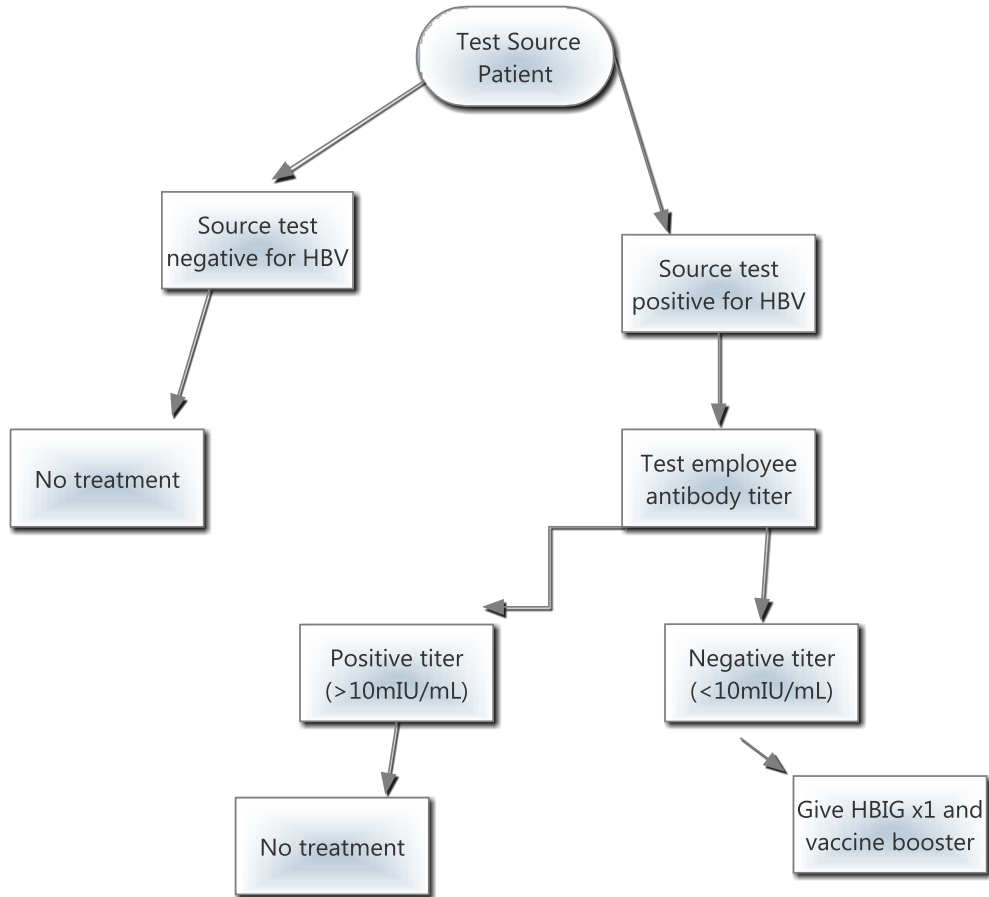 Test Source
Patient
Source test
negative for HBV
Source test
positive for HBV
No treatment
Test employee
antibody titer
Positive titer
(>10mIU/mL)
Negative titer
(<10mIU/mL)
Give HBIG x1 and
vaccine booster
No treatment